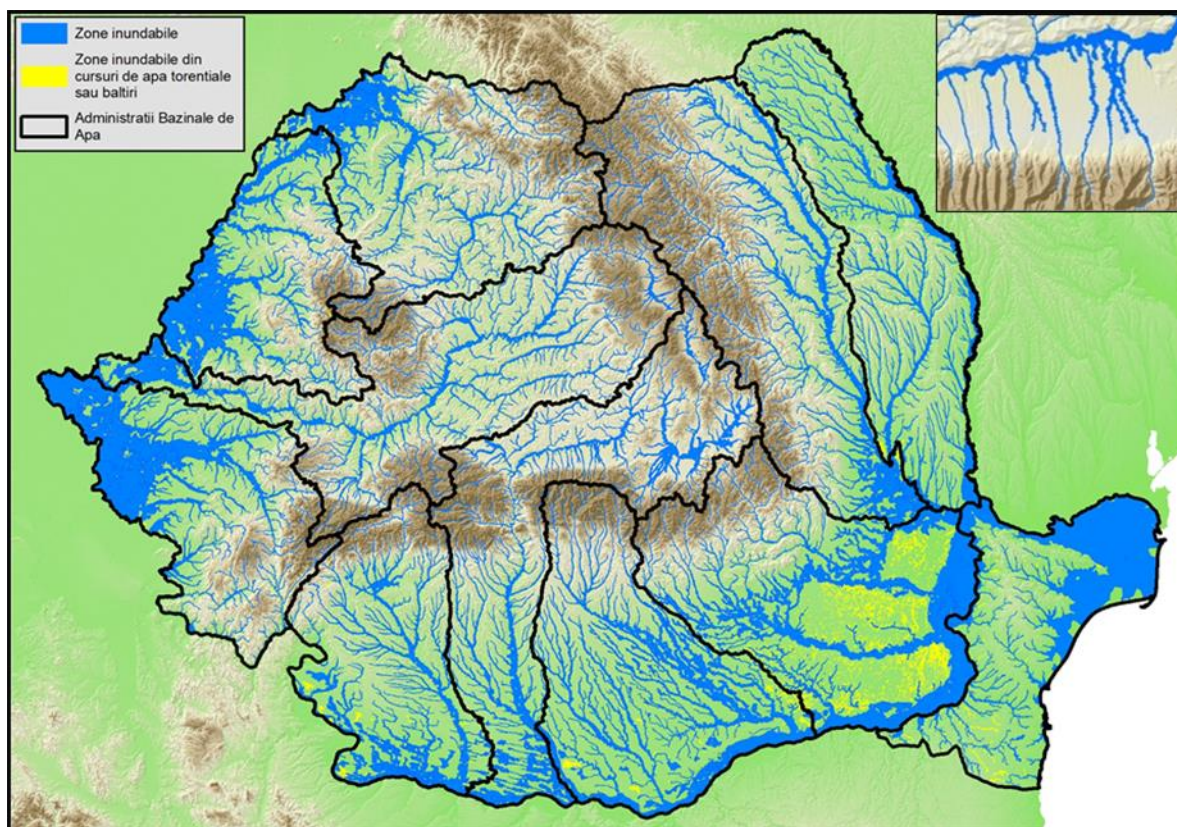 Zone inundabile
Zone inundabile din
cursuri de apa torentiale
sau baltiri
Administratii Bazinale de
Apa